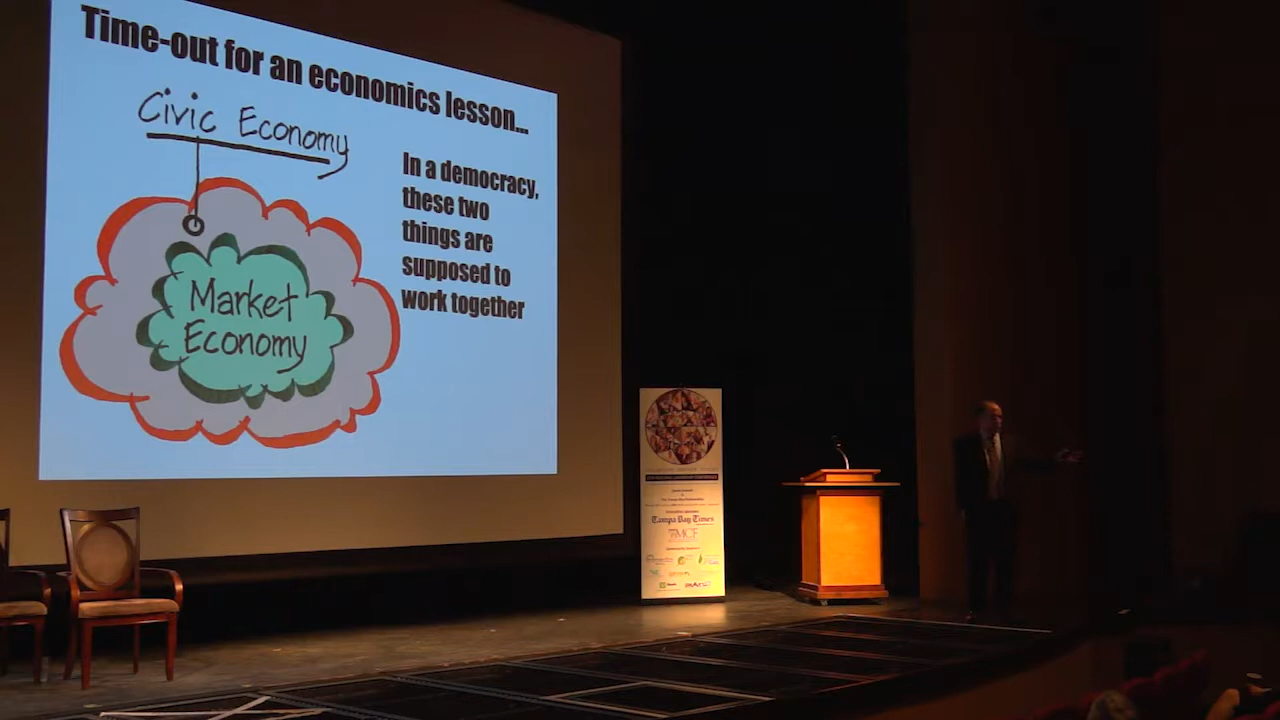 Time-out for an economics lesson...
Civic Economy
In a democracy,
these two
things are
supposed to
work together
Market
Economy
Tampa Bay Times
MCF